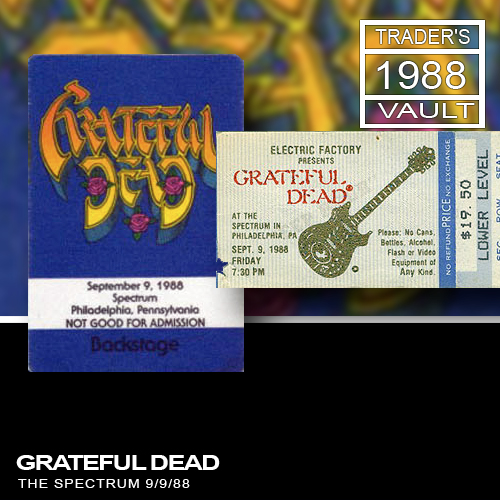 TRADER'S
1988
VAULT
GRATEFUL
DEAD
September 9, 1988
Spectrum
Philadelphia, Pennsylvania
NOT GOOD FOR ADMISSION
Backstage
ELECTRIC FACTORY
PRESENTS
GRATEFUL
DEAD®
AT THE
SPECTRUM IN
PHILADELPHIA, PA
SEPT. 9, 1988
FRIDAY
7:30 PM
Please: No Cans,
Bottles, Alcohol,
Flash or Video
Equipment of
Any Kind.
NO REFUND PRICE NO EXCHANGE
$19.50
LOWER LEVEL
SEC. ROW SEAT
GRATEFUL DEAD
THE SPECTRUM 9/9/88